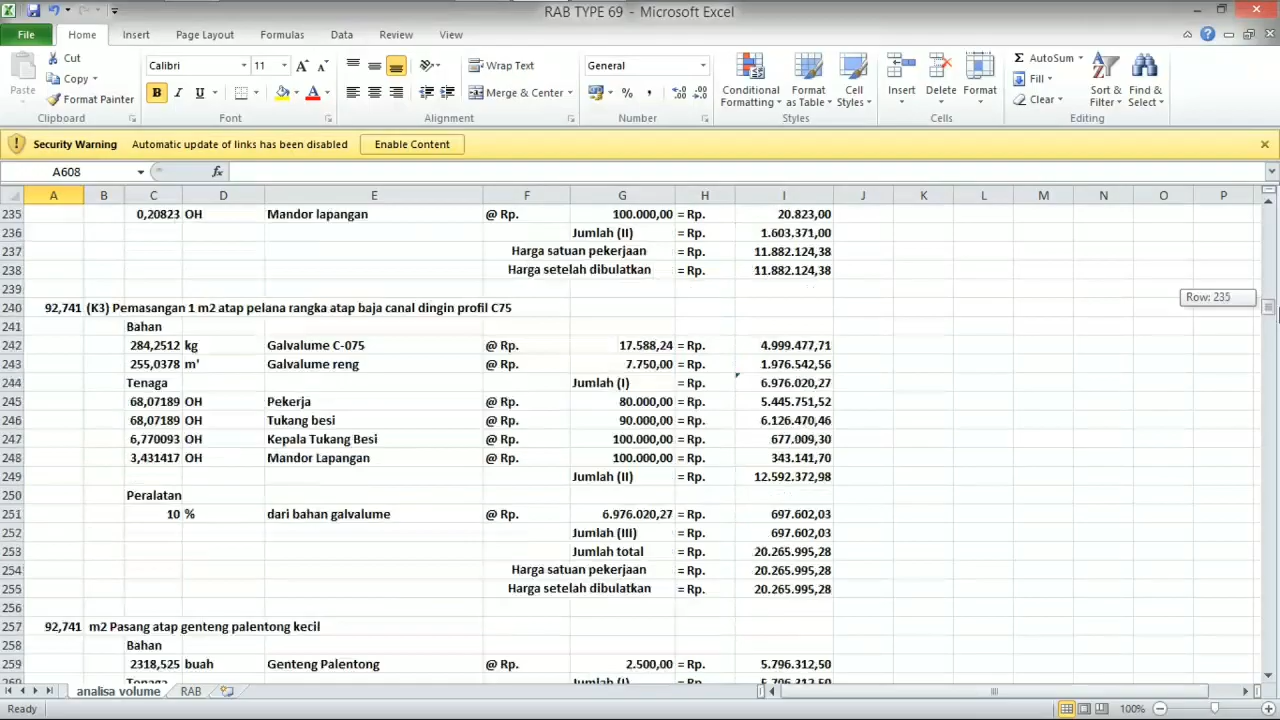 RAB TYPE 69 - Microsoft Excel
File Home Insert Page Layout Formulas Data Review View
Paste
Cut
Copy
Format Painter
Clipboard
Calibri 11
B I U
Font
Wrap Text
Merge & Center
Alignment
General
% ,
Number
Conditional Formatting
Format as Table
Cell Styles
Styles
Insert Delete Format
Cells
AutoSum
Fill
Clear
Sort & Filter
Find & Select
Editing
Security Warning Automatic update of links has been disabled Enable Content
A608 fx
A B C D E F G H I J K L M N O P
235 0,20823 OH Mandor lapangan @ Rp. 100.000,00 = Rp. 20.823,00
236 Jumlah (II) = Rp. 1.603.371,00
237 Harga satuan pekerjaan = Rp. 11.882.124,38
238 Harga setelah dibulatkan = Rp. 11.882.124,38
239
Row: 235
240 92,741 (K3) Pemasangan 1 m2 atap pelana rangka atap baja canal dingin profil C75
241 Bahan
242 284,2512 kg Galvalume C-075 @ Rp. 17.588,24 = Rp. 4.999.477,71
243 255,0378 m' Galvalume reng @ Rp. 7.750,00 = Rp. 1.976.542,56
244 Tenaga Jumlah (I) = Rp. 6.976.020,27
245 68,07189 OH Pekerja @ Rp. 80.000,00 = Rp. 5.445.751,52
246 68,07189 OH Tukang besi @ Rp. 90.000,00 = Rp. 6.126.470,46
247 6,770093 OH Kepala Tukang Besi @ Rp. 100.000,00 = Rp. 677.009,30
248 3,431417 OH Mandor Lapangan @ Rp. 100.000,00 = Rp. 343.141,70
249 Jumlah (II) = Rp. 12.592.372,98
250 Peralatan
251 10 % dari bahan galvalume @ Rp. 6.976.020,27 = Rp. 697.602,03
252 Jumlah (III) = Rp. 697.602,03
253 Jumlah total = Rp. 20.265.995,28
254 Harga satuan pekerjaan = Rp. 20.265.995,28
255 Harga setelah dibulatkan = Rp. 20.265.995,28
256
257 92,741 m2 Pasang atap genteng palentong kecil
258 Bahan
259 2318,525 buah Genteng Palentong @ Rp. 2.500,00 = Rp. 5.796.312,50
260 Tenaga Jumlah (I) = Rp. 5.796.312,50
analisa volume RAB
Ready 100%